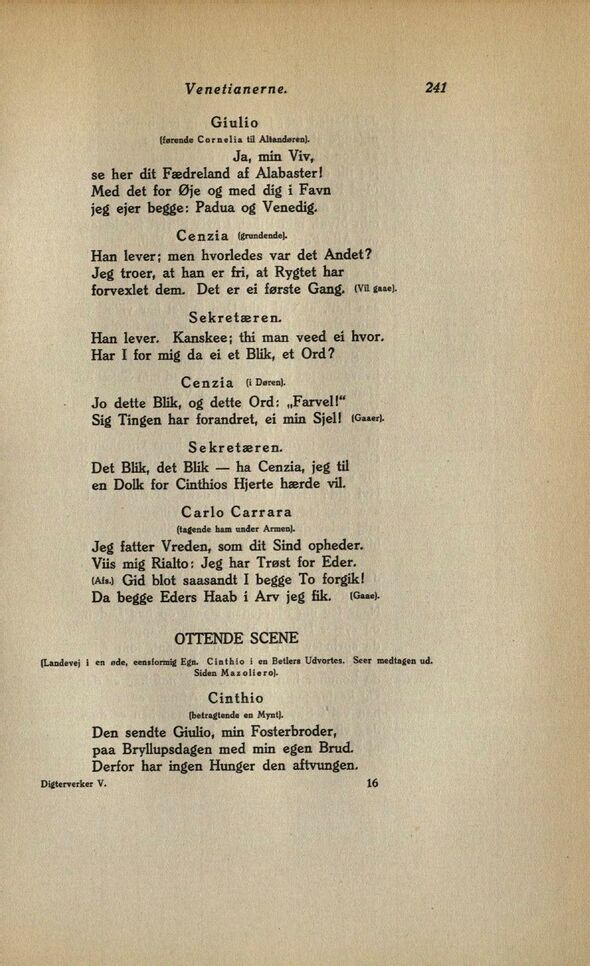 Venetianerne. 241
Giulio
(førende Cornelia til Altandøren).
Ja, min Viv,
se her dit Fædreland af Alabaster!
Med det for Øje og med dig i Favn
jeg ejer begge: Padua og Venedig.
Cenzia (grundende).
Han lever; men hvorledes var det Andet?
Jeg troer, at han er fri, at Rygtet har
forvexlet dem. Det er ei første Gang. (Vil gaae).
Sekretæren.
Han lever. Kanskee; thi man veed ei hvor.
Har I for mig da ei et Blik, et Ord?
Cenzia (i Døren).
Jo dette Blik, og dette Ord: „Farvel!“
Sig Tingen har forandret, ei min Sjel! (Gaaer).
Sekretæren.
Det Blik, det Blik — ha Cenzia, jeg til
en Dolk for Cinthios Hjerte hærde vil.
Carlo Carrara
(tagende ham under Armen).
Jeg fatter Vreden, som dit Sind opheder.
Viis mig Rialto: Jeg har Trøst for Eder.
(Afs.) Gid blot saasandt I begge To forgik!
Da begge Eders Haab i Arv jeg fik. (Gaae).
OTTENDE SCENE
(Landevej i en øde, eensformig Egn. Cinthio i en Betlers Udvortes. Seer medtagen ud.
Siden Mazoliero).
Cinthio
(betragtende en Mynt).
Den sendte Giulio, min Fosterbroder,
paa Bryllupsdagen med min egen Brud.
Derfor har ingen Hunger den aftvungen.
Digterverker V. 16